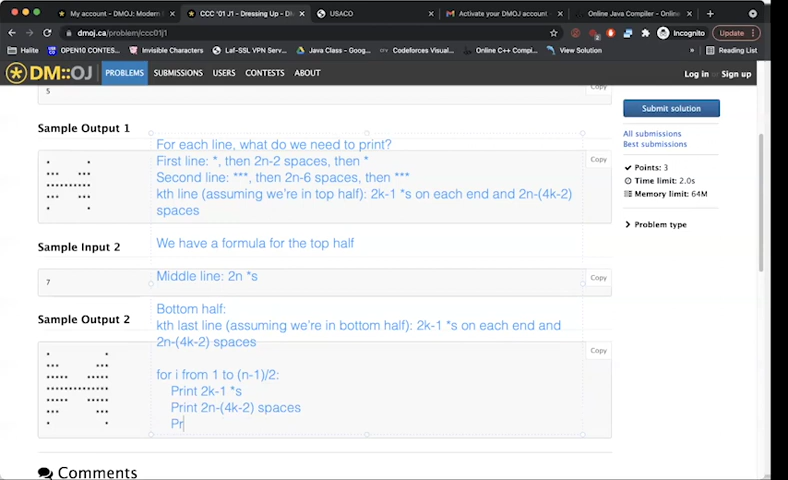 My account - DMOJ: Modern
CCC '01 J1 - Dressing Up - DM
USACO
Activate your DMOJ account
Online Java Compiler - Online
dmoj.ca/problem/ccc01j1
Incognito
Update
Halite
OPEN10 CONTES...
Invisible Characters
Laf-SSL VPN Serv...
Java Class - Goog...
Codeforces Visual...
Online C++ Compil...
View Solution
»
Reading List
DM::OJ
PROBLEMS
SUBMISSIONS
USERS
CONTESTS
ABOUT
Log in or Sign up
5
Copy
Submit solution
Sample Output 1
All submissions
Best submissions
For each line, what do we need to print?
First line: *, then 2n-2 spaces, then *
Second line: ***, then 2n-6 spaces, then ***
kth line (assuming we're in top half): 2k-1 *s on each end and 2n-(4k-2)
spaces
*        *
***    ***
**********
***    ***
*        *
Copy
Points: 3
Time limit: 2.0s
Memory limit: 64M
Problem type
We have a formula for the top half
Sample Input 2
7
Copy
Middle line: 2n *s
Bottom half:
kth last line (assuming we're in bottom half): 2k-1 *s on each end and
2n-(4k-2) spaces
Sample Output 2
*            *
***        ***
*****    *****
**************
*****    *****
***        ***
*            *
Copy
for i from 1 to (n-1)/2:
Print 2k-1 *s
Print 2n-(4k-2) spaces
Pr
Comments